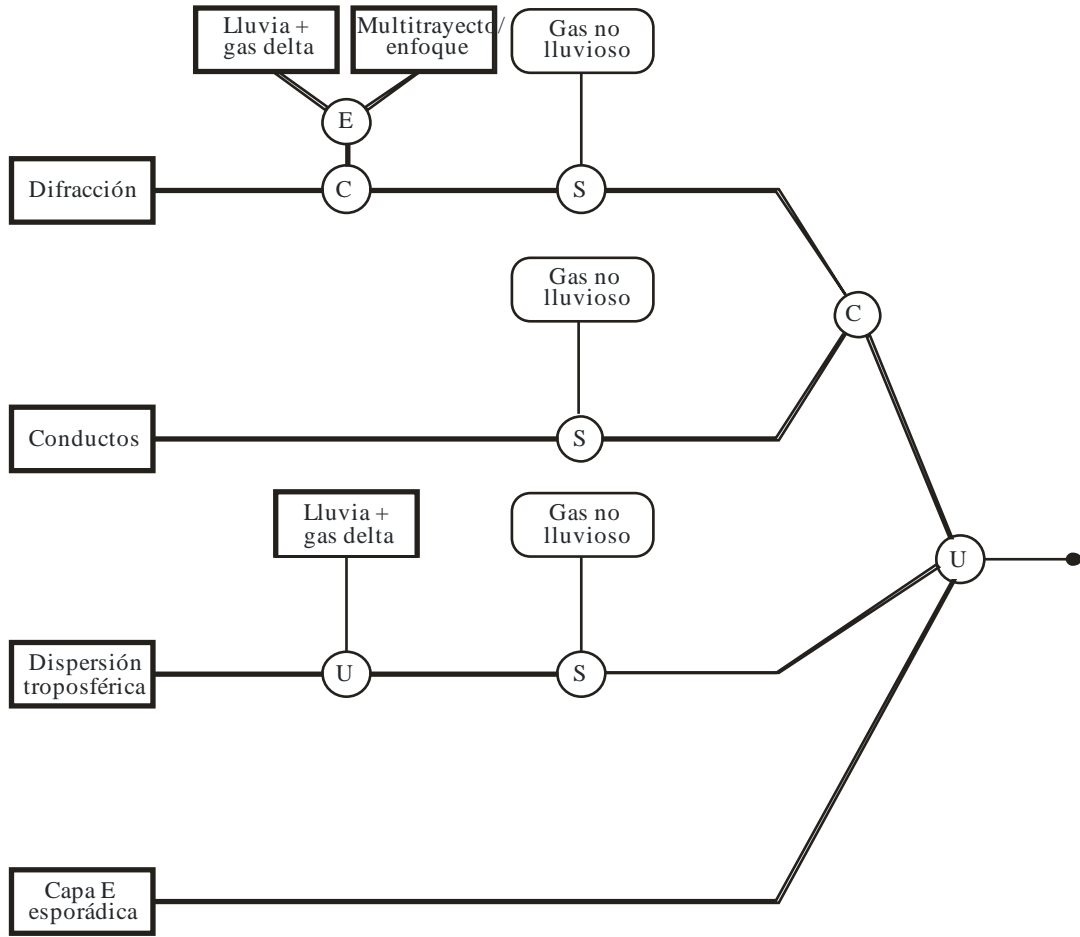 Lluvia +
gas delta
Multitrayecto/
enfoque
Gas no
lluvioso
E
Difracción
C
S
Gas no
lluvioso
C
Conductos
S
Lluvia +
gas delta
Gas no
lluvioso
U
Dispersión
troposférica
U
S
Capa E
esporádica